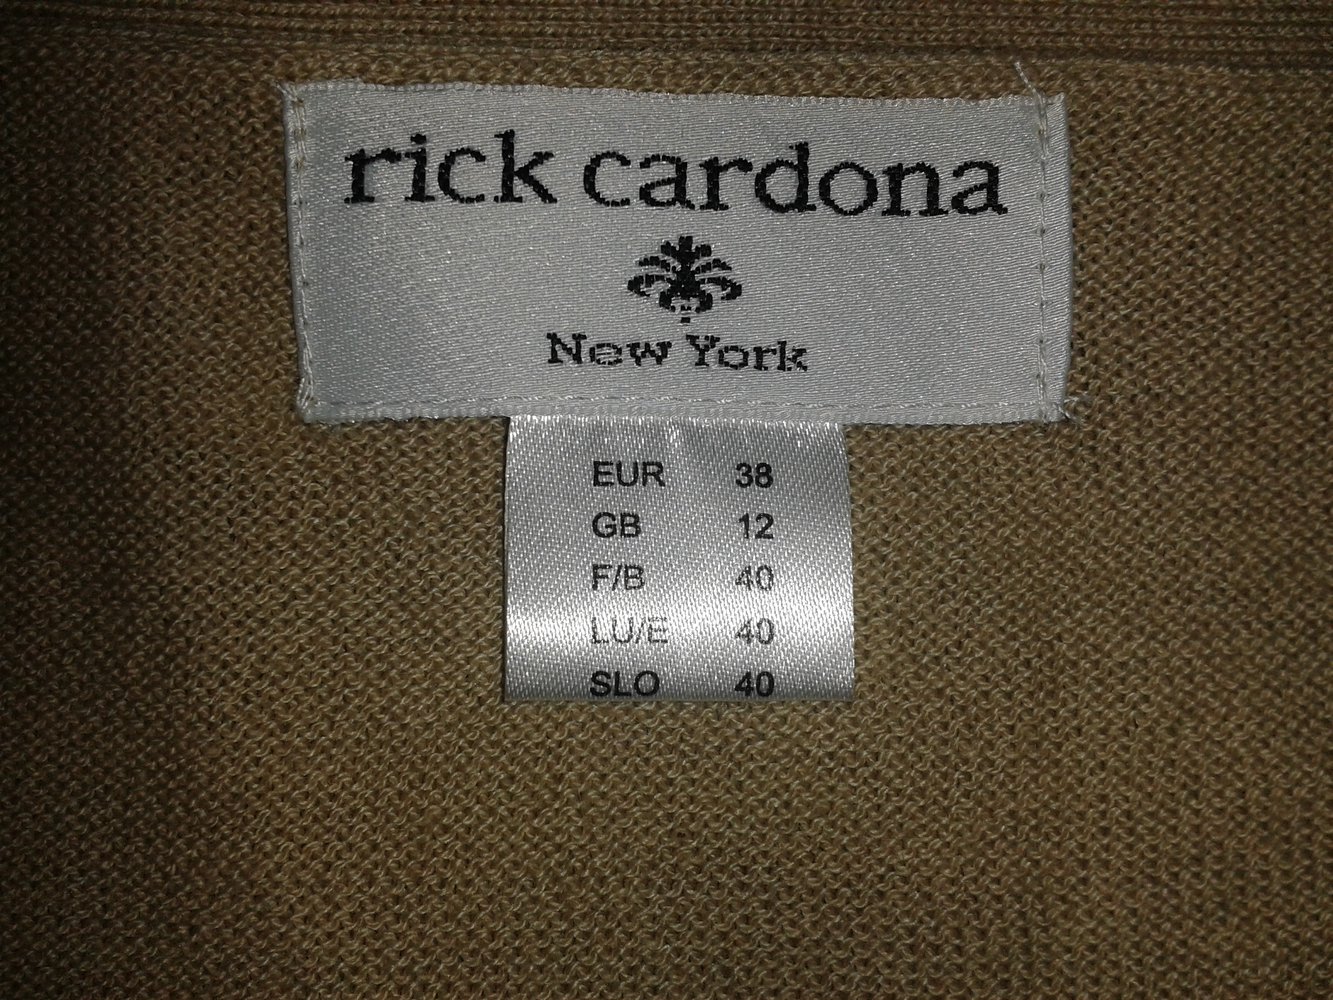 rick cardona
New York
EUR 38
GB 12
F/B 40
LU/E 40
SLO 40